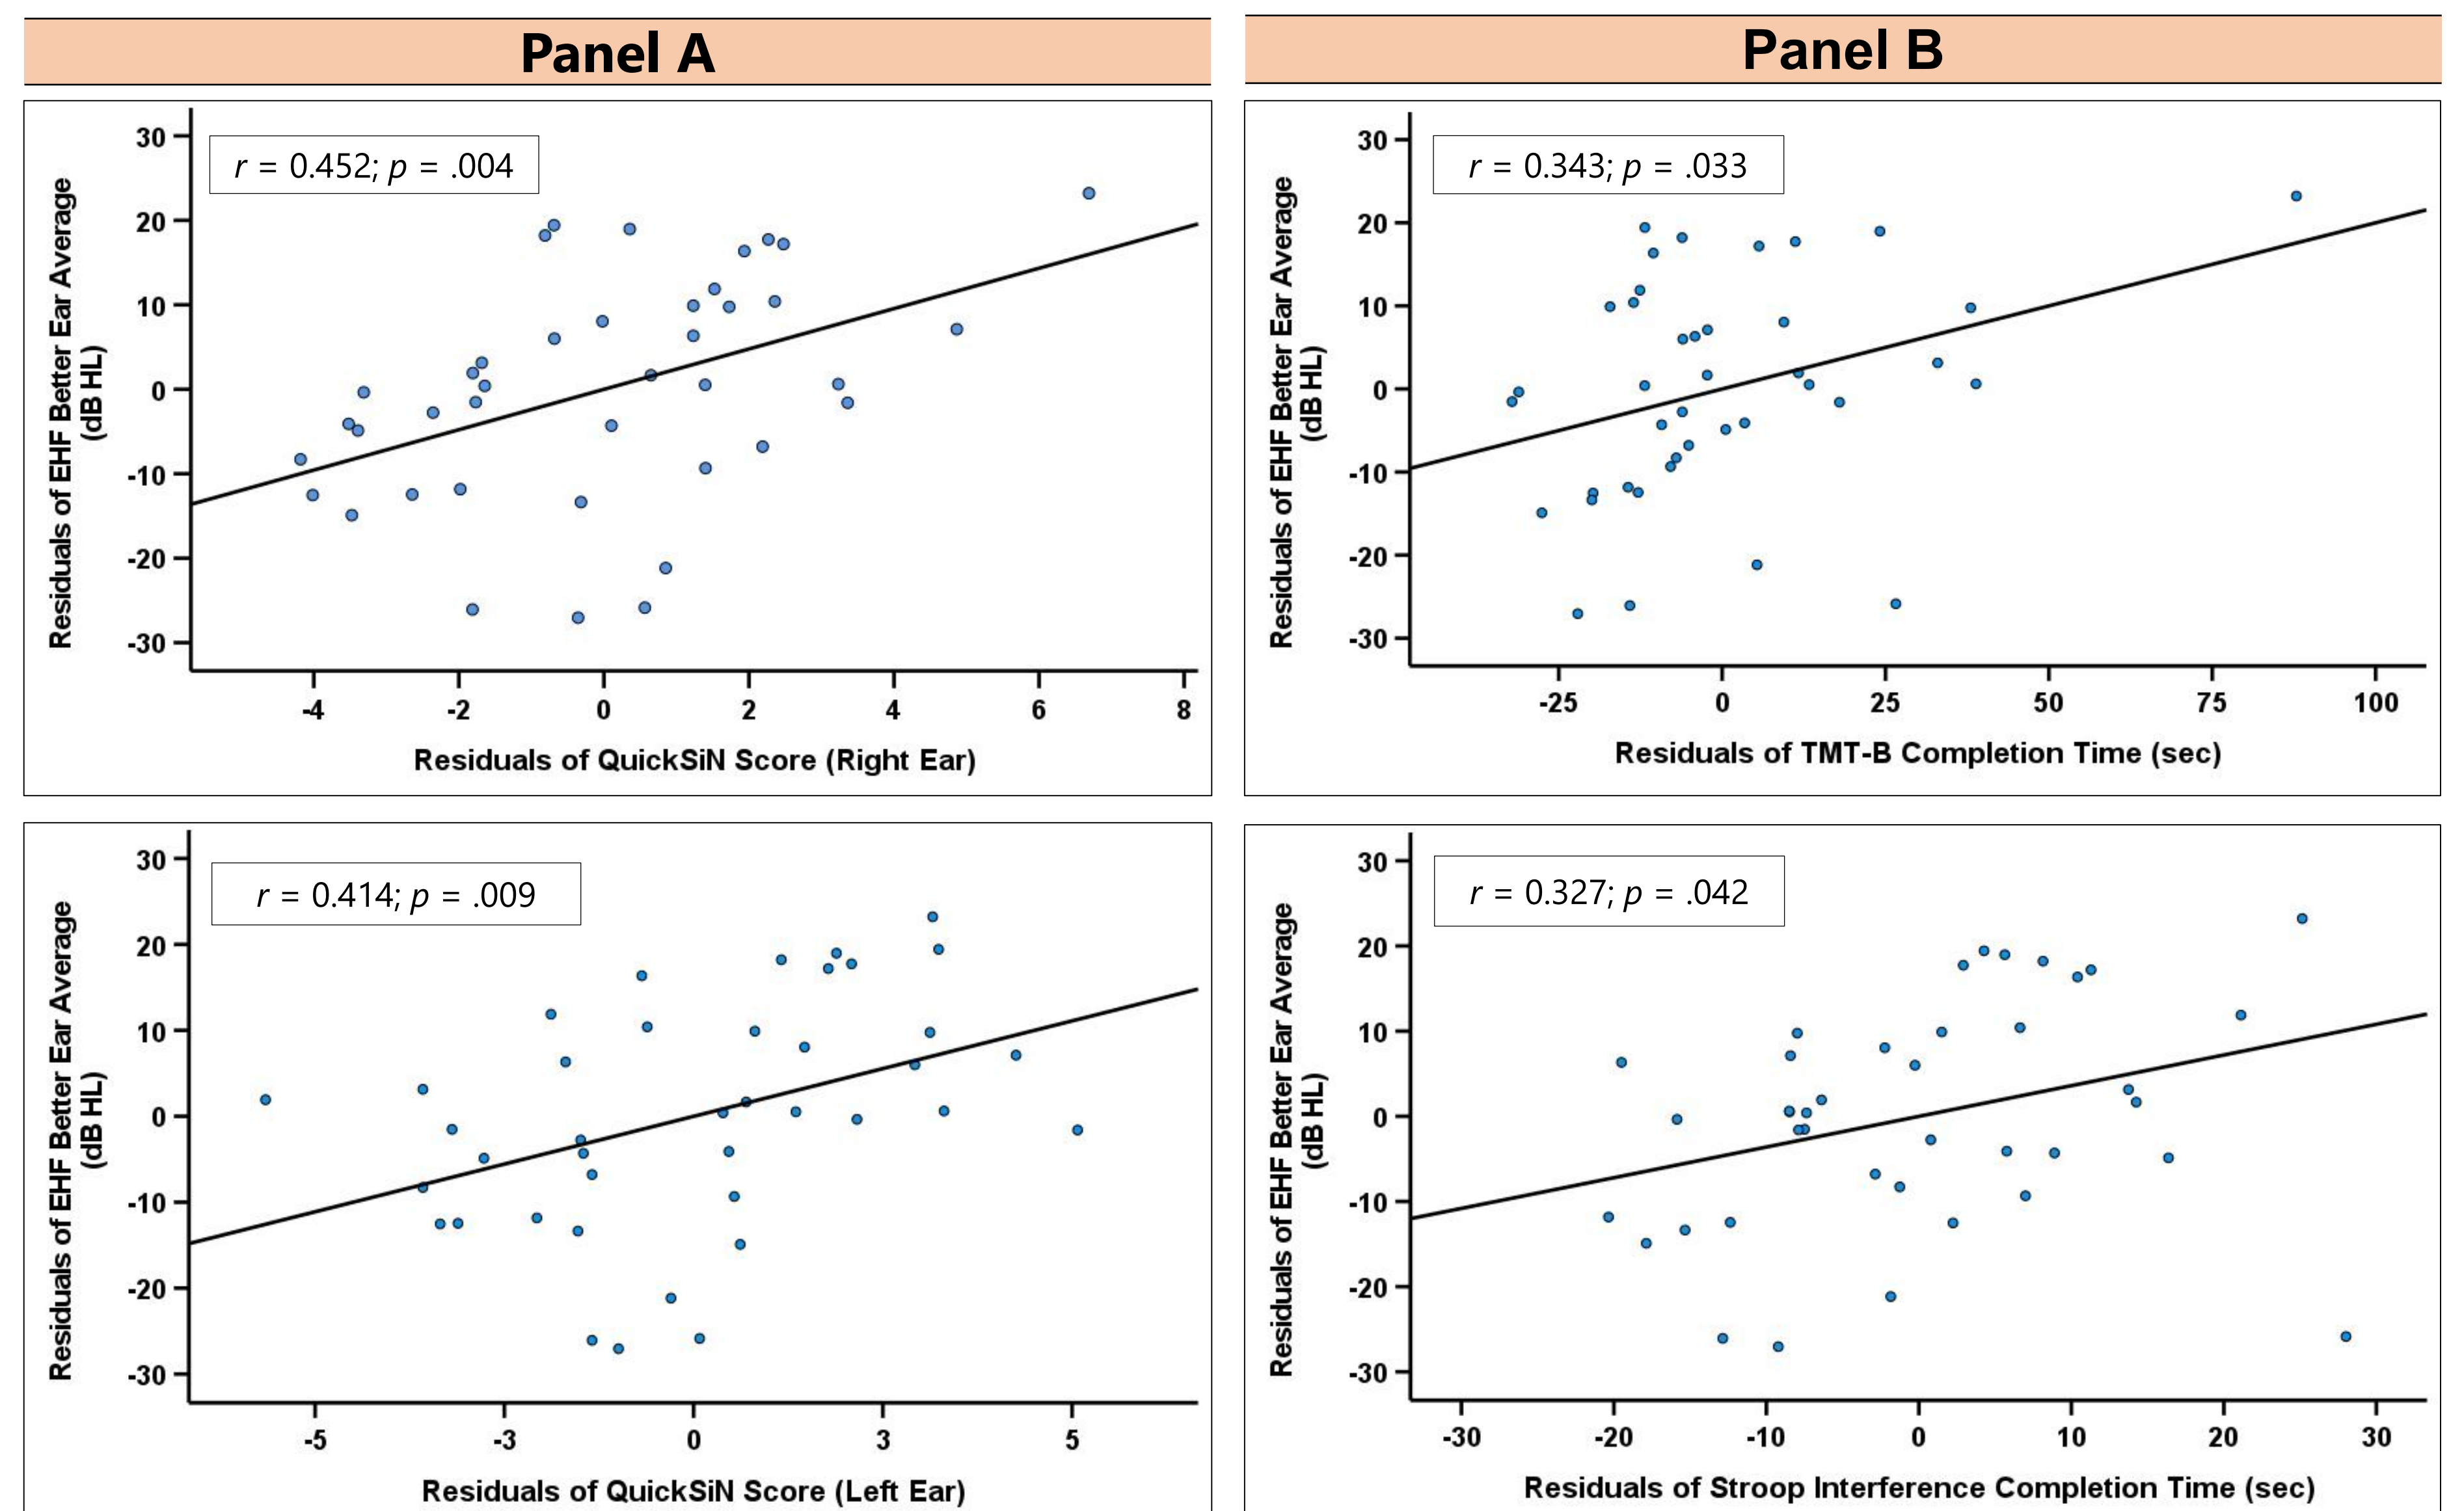 Panel A
Panel B
r = 0.452; p = .004
30
20
10
0
-10
-20
-30
Residuals of EHF Better Ear Average
(dB HL)
-4
-2
0
2
4
6
8
Residuals of QuickSiN Score (Right Ear)
r = 0.343; p = .033
30
20
10
0
-10
-20
-30
Residuals of EHF Better Ear Average
(dB HL)
-25
0
25
50
75
100
Residuals of TMT-B Completion Time (sec)
r = 0.414; p = .009
30
20
10
0
-10
-20
-30
Residuals of EHF Better Ear Average
(dB HL)
-5
-3
0
3
5
Residuals of QuickSiN Score (Left Ear)
r = 0.327; p = .042
30
20
10
0
-10
-20
-30
Residuals of EHF Better Ear Average
(dB HL)
-30
-20
-10
0
10
20
30
Residuals of Stroop Interference Completion Time (sec)